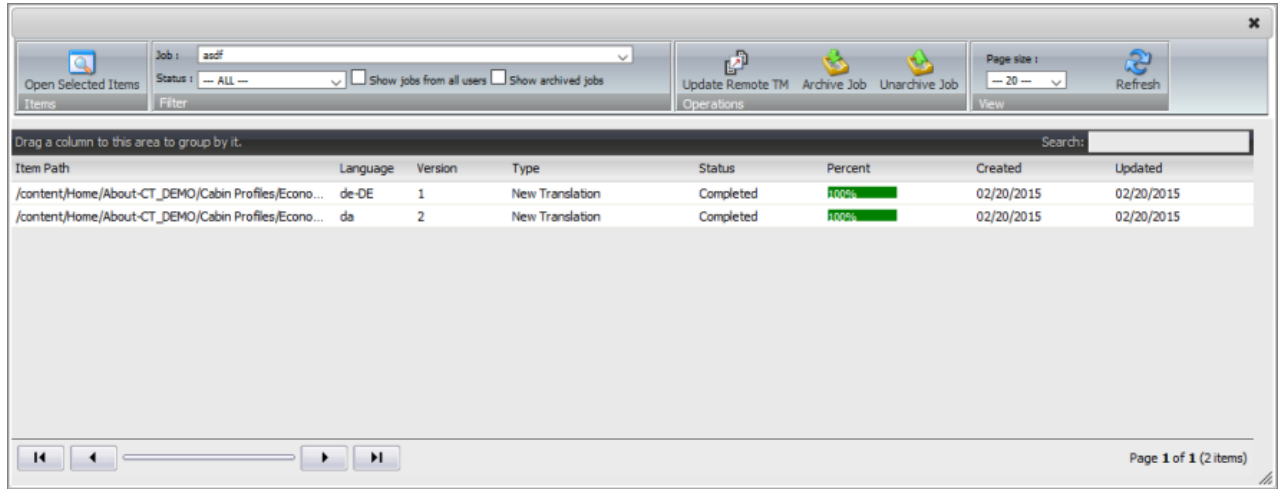 Job : asdf
Status : --- ALL --- Show jobs from all users Show archived jobs
Open Selected Items
Items Filter
Update Remote TM Archive Job Unarchive Job
Operations
Page size :
--- 20 --- Refresh
View
Drag a column to this area to group by it. Search:
Item Path Language Version Type Status Percent Created Updated
/content/Home/About-CT_DEMO/Cabin Profiles/Econo... de-DE 1 New Translation Completed 100% 02/20/2015 02/20/2015
/content/Home/About-CT_DEMO/Cabin Profiles/Econo... da 2 New Translation Completed 100% 02/20/2015 02/20/2015
Page 1 of 1 (2 items)